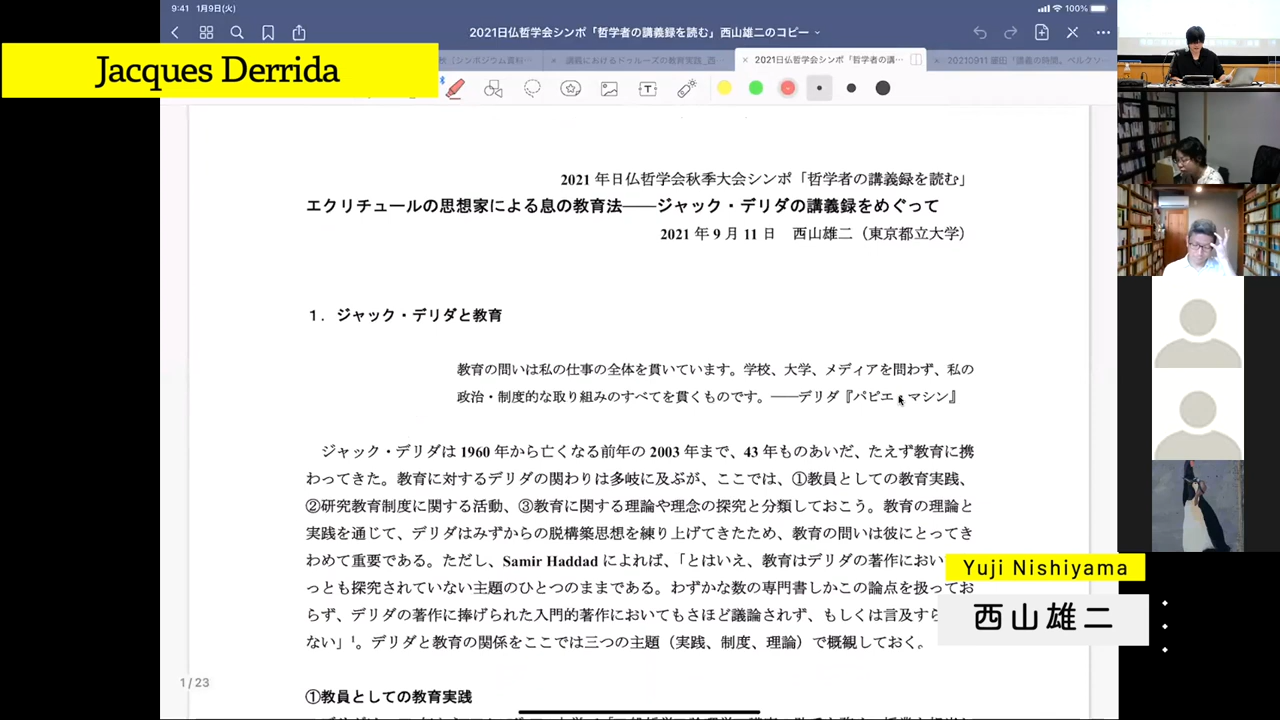 9:41 1月9日(火)
100%
2021日仏哲学会シンポ「哲学者の講義録を読む」西山雄二のコピー
Jacques Derrida
講義におけるドゥルーズの教育実践_西…
2021日仏哲学会シンポ「哲学者の講…
20210911 藤田「講義の時間。ベルクソ…
2021 年日仏哲学会秋季大会シンポ「哲学者の講義録を読む」
エクリチュールの思想家による息の教育法――ジャック・デリダの講義録をめぐって
2021 年 9 月 11 日 西山雄二（東京都立大学）
１．ジャック・デリダと教育
教育の問いは私の仕事の全体を貫いています。学校、大学、メディアを問わず、私の
政治・制度的な取り組みのすべてを貫くものです。――デリダ『パピエ・マシン』
ジャック・デリダは 1960 年から亡くなる前年の 2003 年まで、43 年ものあいだ、たえず教育に携
わってきた。教育に対するデリダの関わりは多岐に及ぶが、ここでは、①教員としての教育実践、
②研究教育制度に関する活動、③教育に関する理論や理念の探究と分類しておこう。教育の理論と
実践を通じて、デリダはみずからの脱構築思想を練り上げてきたため、教育の問いは彼にとってき
わめて重要である。ただし、Samir Haddad によれば、「とはいえ、教育はデリダの著作におい
っとも探究されていない主題のひとつのままである。わずかな数の専門書しかこの論点を扱ってお
らず、デリダの著作に捧げられた入門的著作においてもさほど議論されず、もしくは言及すら
ない」1。デリダと教育の関係をここでは三つの主題（実践、制度、理論）で概観しておく。
Yuji Nishiyama
西山雄二
1 / 23
①教員としての教育実践